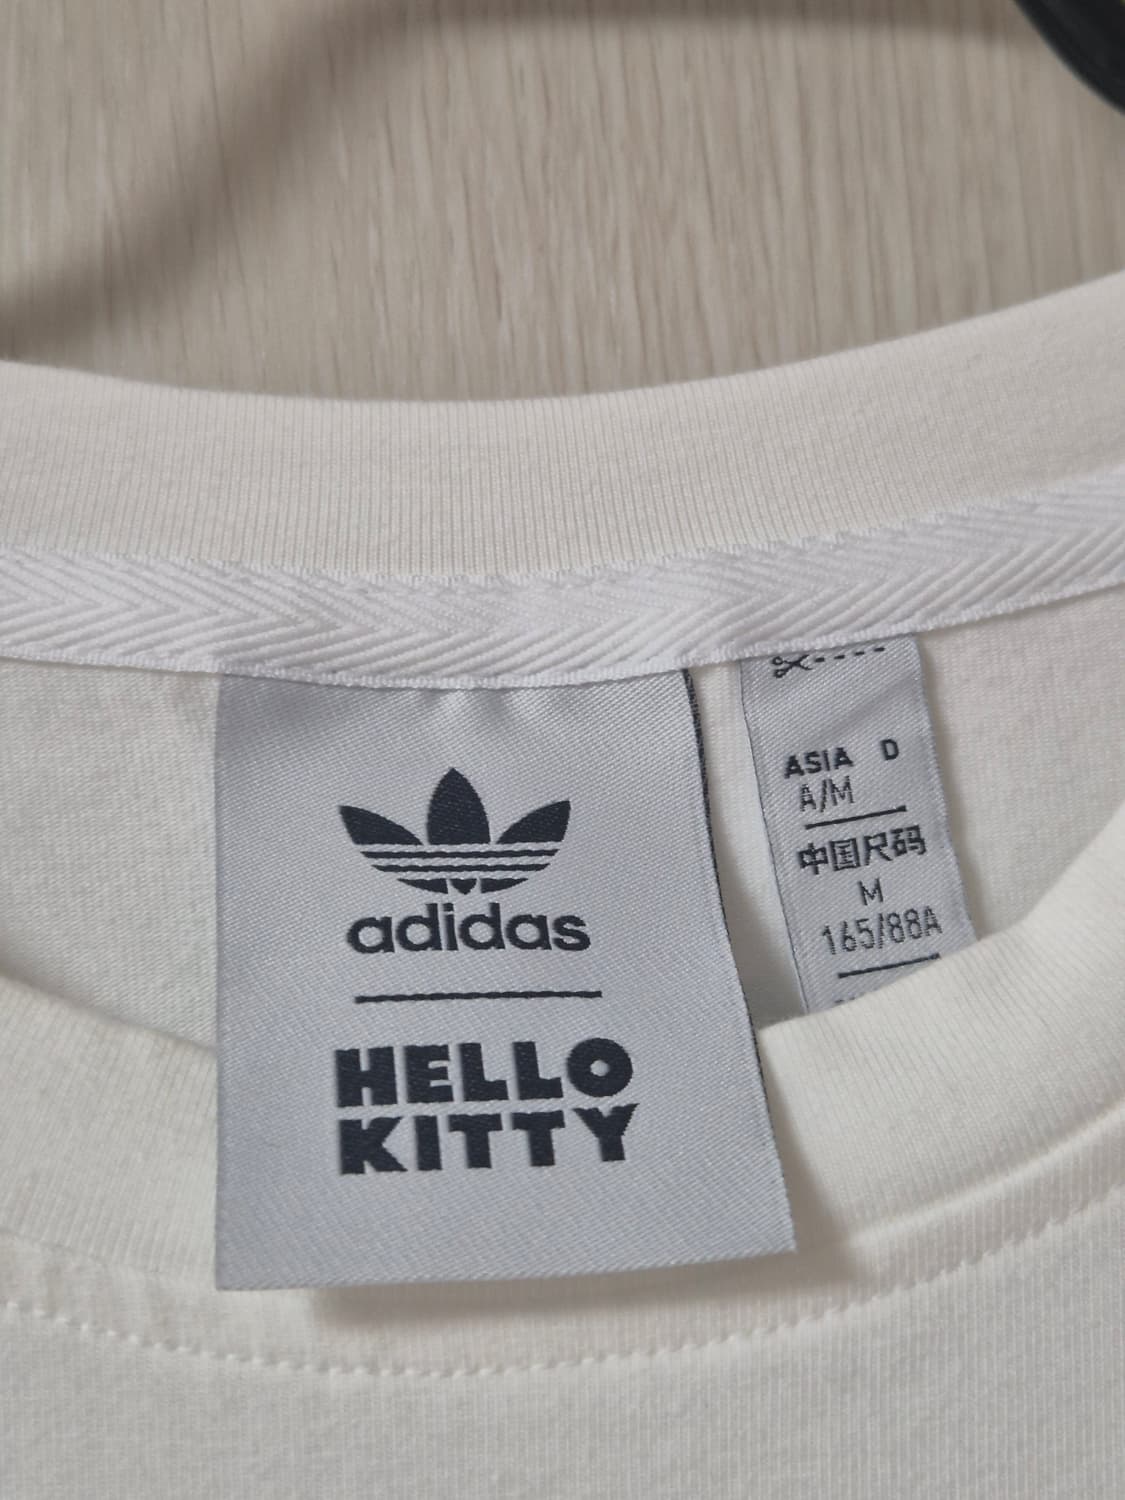 adidas
HELLO
KITTY
ASIA D
A/M
中国尺码
M
165/88A